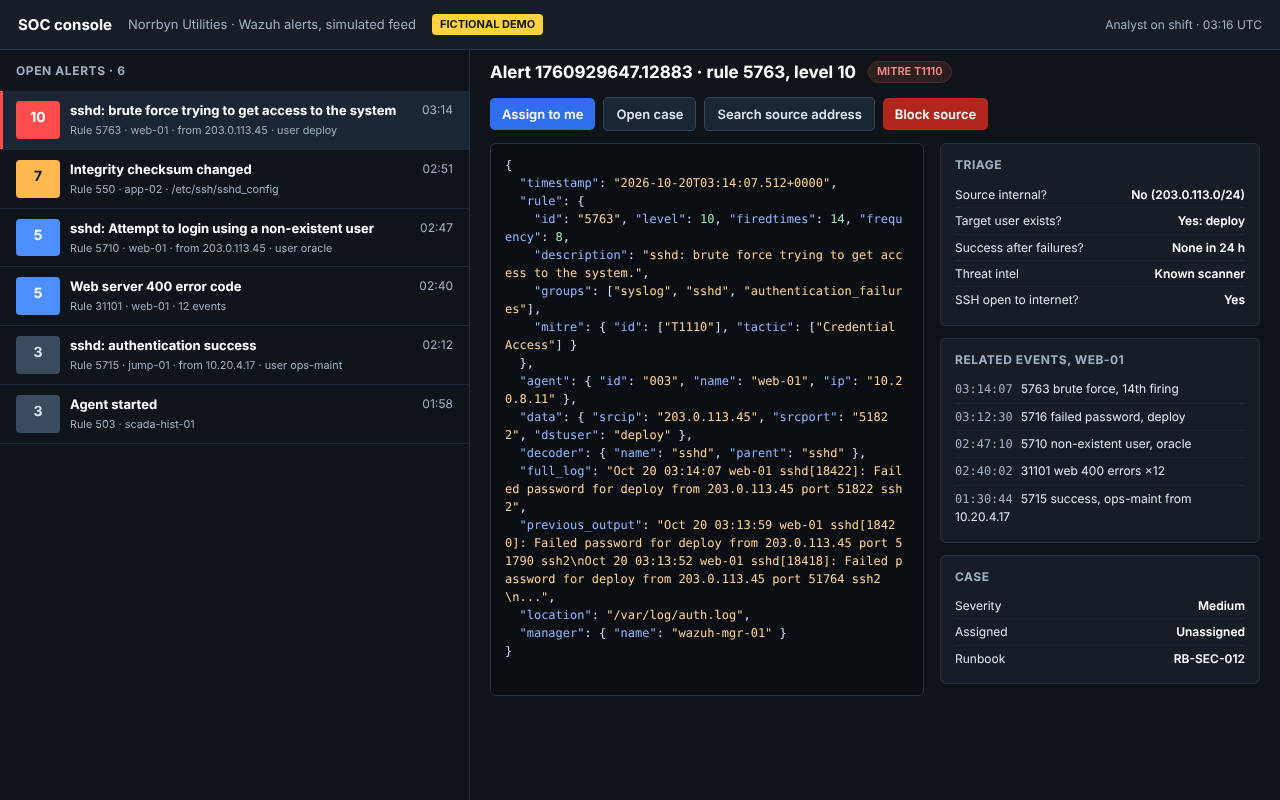 SOC console Norrbyn Utilities · Wazuh alerts, simulated feed FICTIONAL DEMO Analyst on shift · 03:16 UTC
OPEN ALERTS · 6
10 sshd: brute force trying to get access to the system 03:14
Rule 5763 · web-01 · from 203.0.113.45 · user deploy
7 Integrity checksum changed 02:51
Rule 550 · app-02 · /etc/ssh/sshd_config
5 sshd: Attempt to login using a non-existent user 02:47
Rule 5710 · web-01 · from 203.0.113.45 · user oracle
5 Web server 400 error code 02:40
Rule 31101 · web-01 · 12 events
3 sshd: authentication success 02:12
Rule 5715 · jump-01 · from 10.20.4.17 · user ops-maint
3 Agent started 01:58
Rule 503 · scada-hist-01
Alert 1760929647.12883 · rule 5763, level 10 MITRE T1110
Assign to me Open case Search source address Block source
{
  "timestamp": "2026-10-20T03:14:07.512+0000",
  "rule": {
    "id": "5763", "level": 10, "firedtimes": 14, "frequ
ency": 8,
    "description": "sshd: brute force trying to get acc
ess to the system.",
    "groups": ["syslog", "sshd", "authentication_failur
es"],
    "mitre": { "id": ["T1110"], "tactic": ["Credential
Access"] }
  },
  "agent": { "id": "003", "name": "web-01", "ip": "10.2
0.8.11" },
  "data": { "srcip": "203.0.113.45", "srcport": "5182
2", "dstuser": "deploy" },
  "decoder": { "name": "sshd", "parent": "sshd" },
  "full_log": "Oct 20 03:14:07 web-01 sshd[18422]: Fail
ed password for deploy from 203.0.113.45 port 51822 ssh
2",
  "previous_output": "Oct 20 03:13:59 web-01 sshd[1842
0]: Failed password for deploy from 203.0.113.45 port 5
1790 ssh2\nOct 20 03:13:52 web-01 sshd[18418]: Failed p
assword for deploy from 203.0.113.45 port 51764 ssh2
\n...",
  "location": "/var/log/auth.log",
  "manager": { "name": "wazuh-mgr-01" }
}
TRIAGE
Source internal? No (203.0.113.0/24)
Target user exists? Yes: deploy
Success after failures? None in 24 h
Threat intel Known scanner
SSH open to internet? Yes
RELATED EVENTS, WEB-01
03:14:07 5763 brute force, 14th firing
03:12:30 5716 failed password, deploy
02:47:10 5710 non-existent user, oracle
02:40:02 31101 web 400 errors ×12
01:30:44 5715 success, ops-maint from
10.20.4.17
CASE
Severity Medium
Assigned Unassigned
Runbook RB-SEC-012